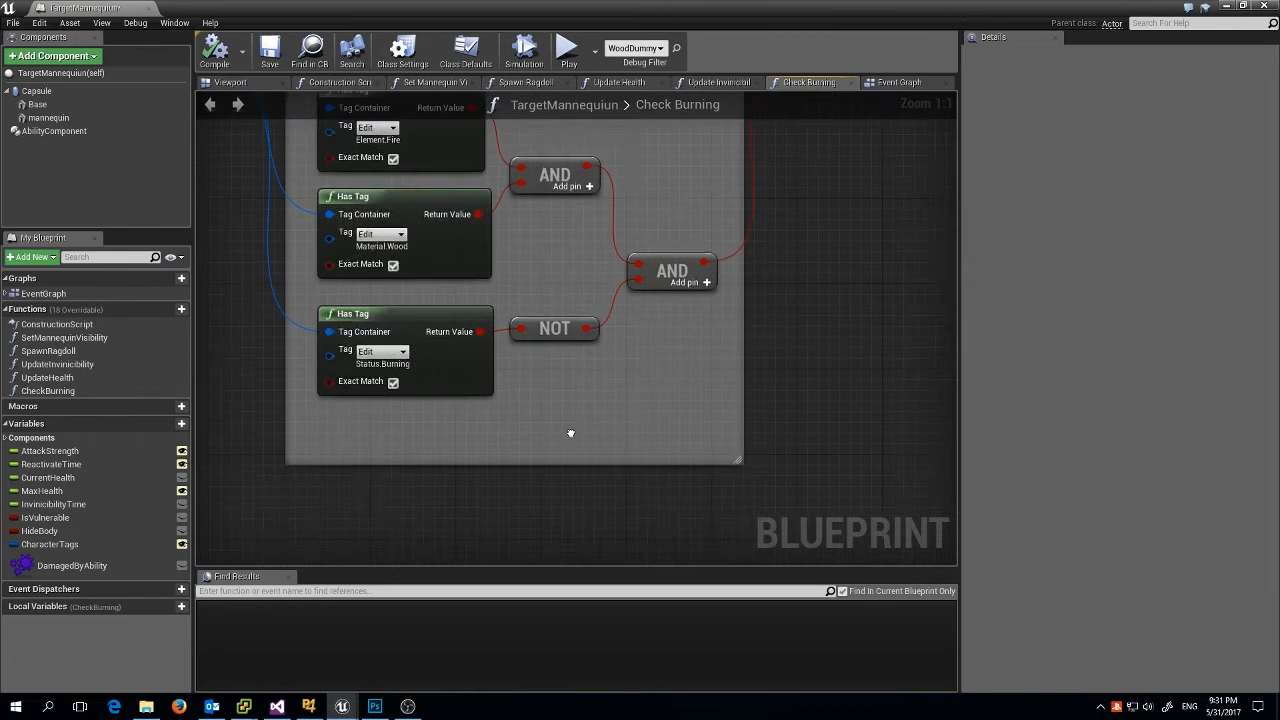 TargetMannequiun*
File Edit Asset View Debug Window Help
Parent class: Actor
Search For Help
Components
Details
+Add Component
TargetMannequiun(self)
Capsule
Base
mannequin
AbilityComponent
Compile
Save
Find in CB
Search
Class Settings
Class Defaults
Simulation
Play
WoodDummy
Debug Filter
Viewport
Construction Scri
Set Mannequin Vi
Spawn Ragdoll
Update Health
Update Invincibil
Check Burning
Event Graph
TargetMannequiun > Check Burning
Zoom 1:1
Tag Container Return Value
Tag Edit
Element.Fire
Exact Match
AND
Add pin +
Has Tag
Tag Container Return Value
Tag Edit
Material.Wood
Exact Match
AND
Add pin +
Has Tag
Tag Container Return Value
Tag Edit
Status.Burning
Exact Match
NOT
BLUEPRINT
My Blueprint
+Add New Search
Graphs
EventGraph
Functions (18 Overridable)
ConstructionScript
SetMannequinVisibility
SpawnRagdoll
UpdateInvincibility
UpdateHealth
CheckBurning
Macros
Variables
Components
AttackStrength
ReactivateTime
CurrentHealth
MaxHealth
InvinicibilityTime
IsVulnerable
HideBody
CharacterTags
DamagedByAbility
Event Dispatchers
Local Variables (CheckBurning)
Find Results
Enter function or event name to find references...
Find In Current Blueprint Only
ENG
9:31 PM
5/31/2017